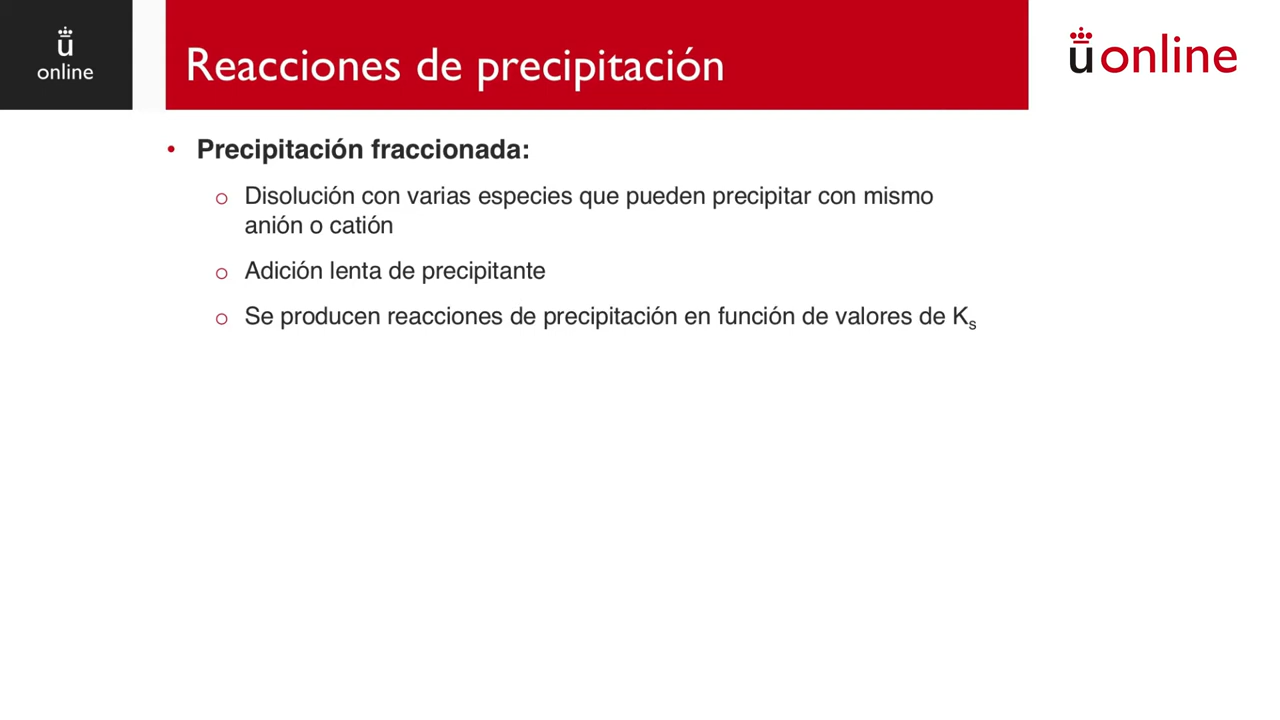 ü
online
Reacciones de precipitación
ü online
• Precipitación fraccionada:
o Disolución con varias especies que pueden precipitar con mismo
anión o catión
o Adición lenta de precipitante
o Se producen reacciones de precipitación en función de valores de Ks